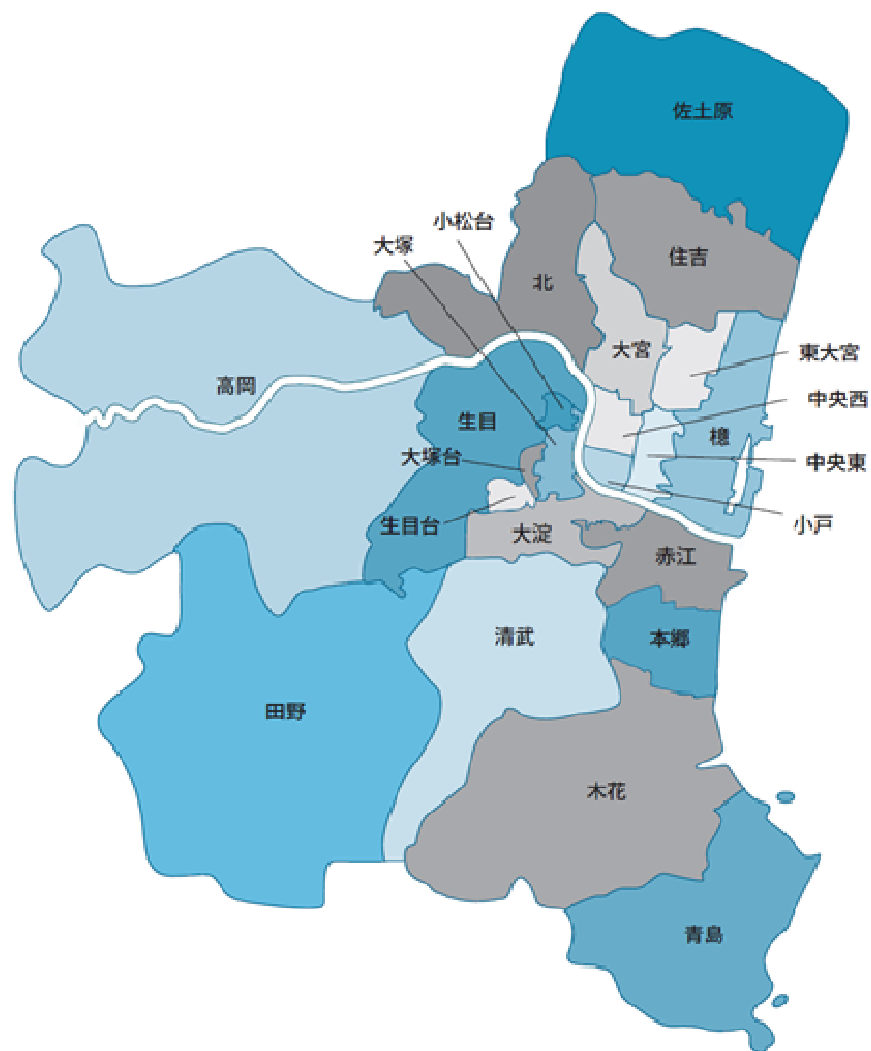 佐土原
小松台
大塚
住吉
北
大宮
東大宮
高岡
中央西
生目
檍
大塚台
中央東
生目台
小戸
大淀
赤江
清武
本郷
田野
木花
青島